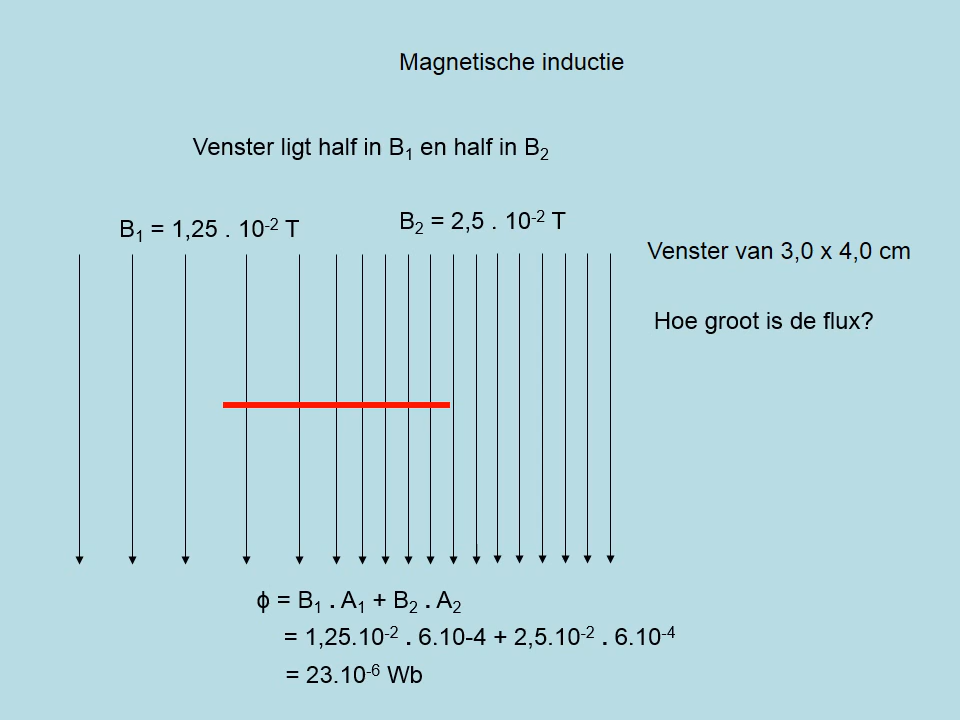 Magnetische inductie
Venster ligt half in B₁ en half in B₂
B₁ = 1,25 . 10⁻² T
B₂ = 2,5 . 10⁻² T
Venster van 3,0 x 4,0 cm
Hoe groot is de flux?
ϕ = B₁ . A₁ + B₂ . A₂
= 1,25.10⁻² . 6.10-4 + 2,5.10⁻² . 6.10⁻⁴
= 23.10⁻⁶ Wb